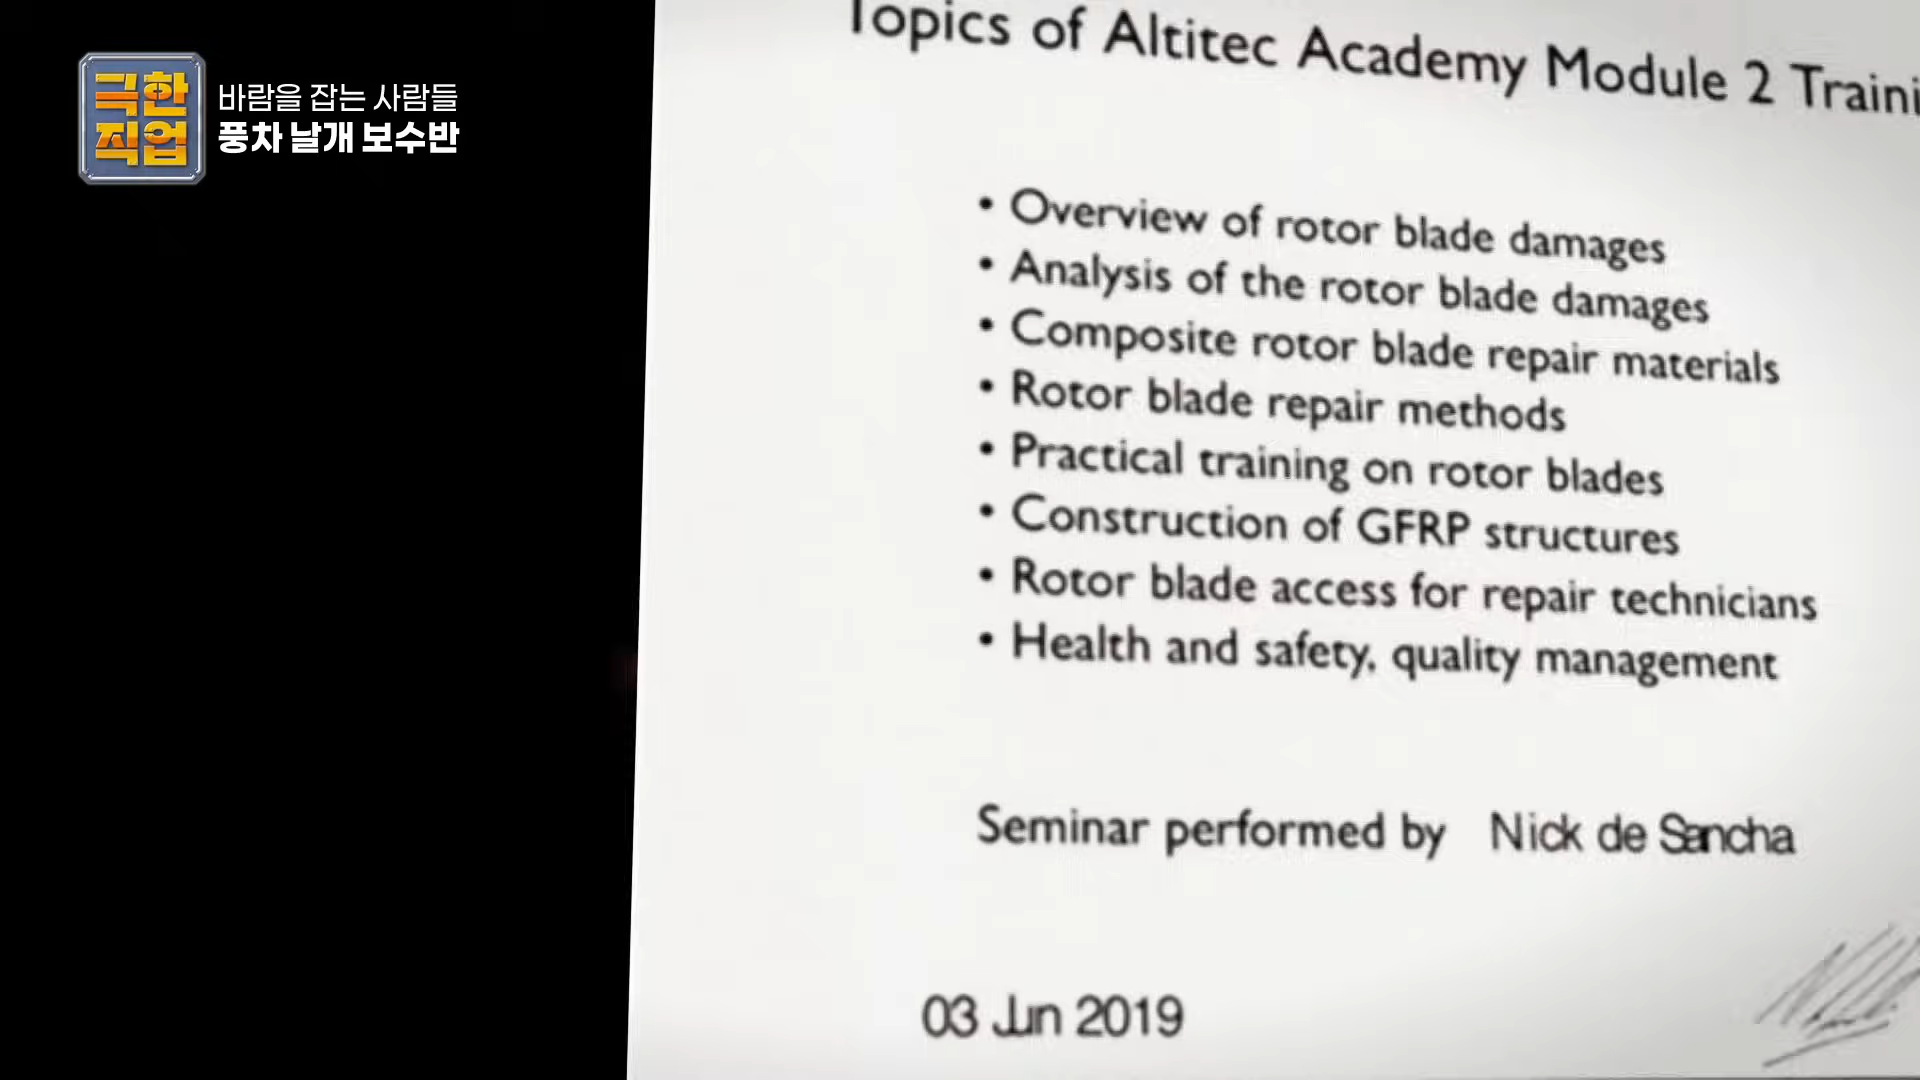 극한
직업
바람을 잡는 사람들
풍차 날개 보수반
Topics of Altitec Academy Module 2
• Overview of rotor blade damages
• Analysis of the rotor blade damages
• Composite rotor blade repair materials
• Rotor blade repair methods
• Practical training on rotor blades
• Construction of GFRP structures
• Rotor blade access for repair technicians
• Health and safety, quality management
Seminar performed by Nick de Sancha
03 Jun 2019